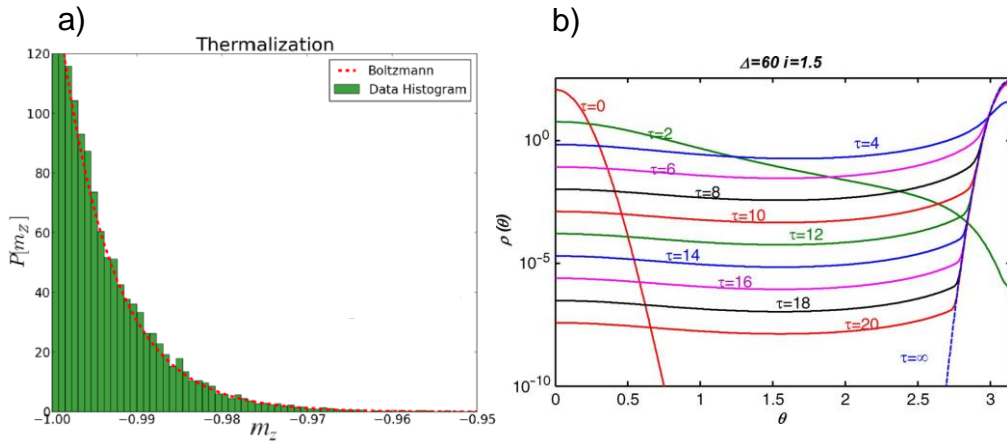 a)
Thermalization
Boltzmann
Data Histogram
P[m_z]
120
100
80
60
40
20
0
−1.00
−0.99
−0.98
−0.97
−0.96
−0.95
m_z
b)
Δ=60 i=1.5
ρ(θ)
10^0
10^−5
10^−10
τ=0
τ=2
τ=4
τ=6
τ=8
τ=10
τ=12
τ=14
τ=16
τ=18
τ=20
τ=∞
0
0.5
1
1.5
2
2.5
3
θ